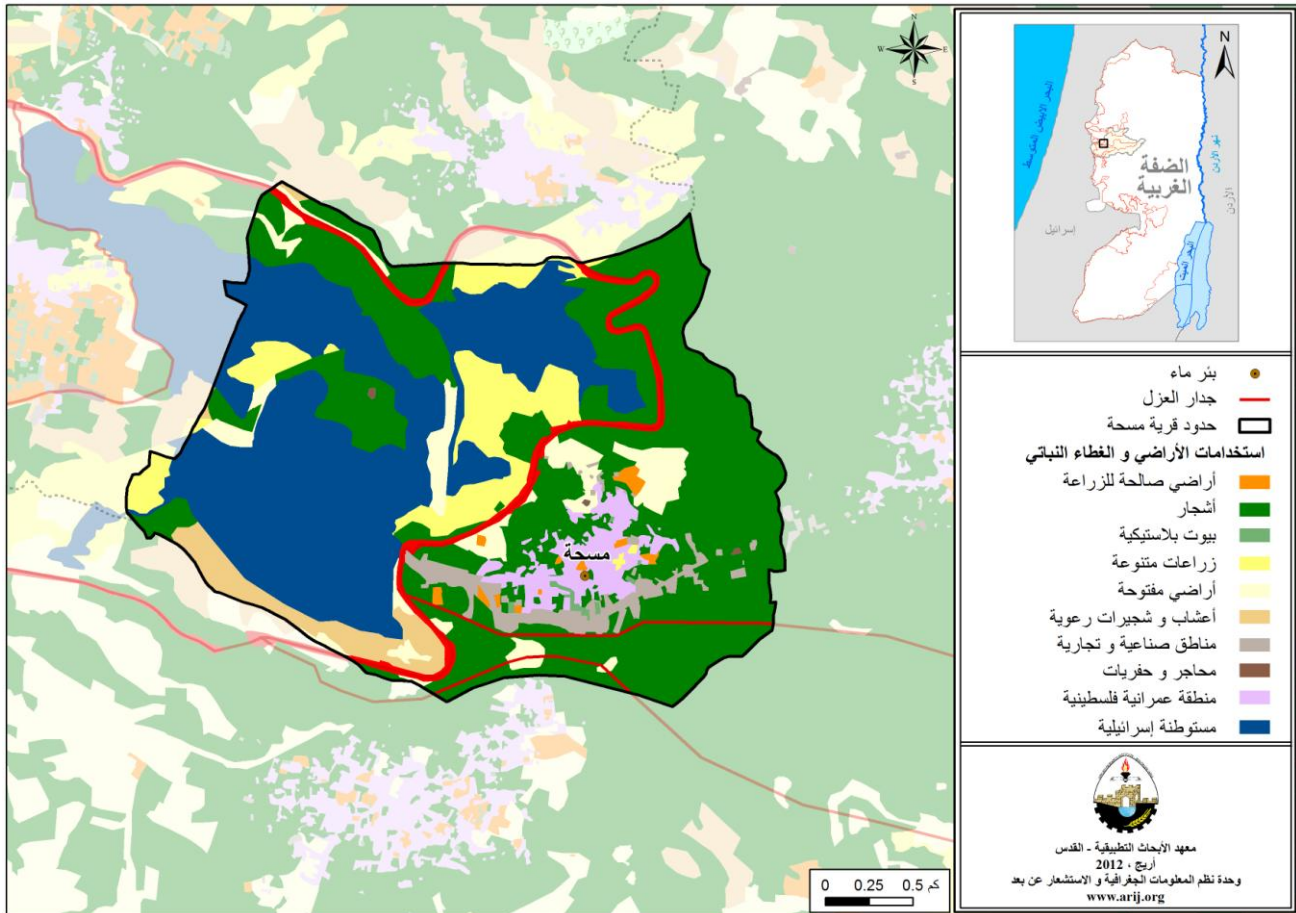 N
W
E
S
مسحة
0 0.25 0.5 كم
N
البحر الابيض المتوسط
نهر الأردن
الضفة
الغربية
الأردن
إسرائيل
البحر الميت
بئر ماء
جدار العزل
حدود قرية مسحة
استخدامات الأراضي و الغطاء النباتي
أراضي صالحة للزراعة
أشجار
بيوت بلاستيكية
زراعات متنوعة
أراضي مفتوحة
أعشاب و شجيرات رعوية
مناطق صناعية و تجارية
محاجر و حفريات
منطقة عمرانية فلسطينية
مستوطنة إسرائيلية
معهد الأبحاث التطبيقية - القدس
أريج ، 2012
وحدة نظم المعلومات الجغرافية و الاستشعار عن بعد
www.arij.org